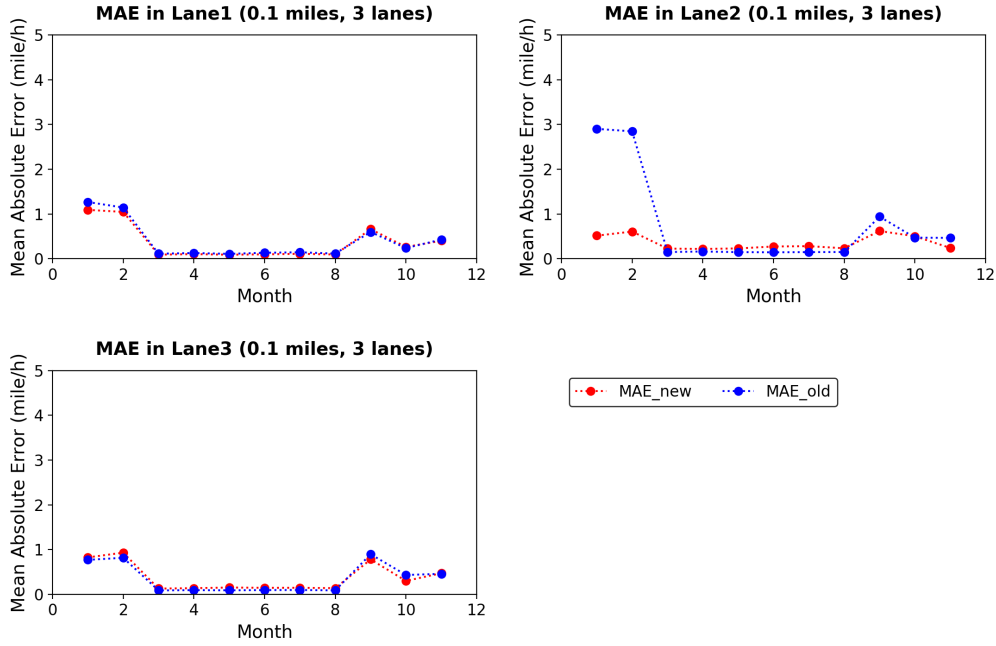 MAE in Lane1 (0.1 miles, 3 lanes)
Mean Absolute Error (mile/h)
5
4
3
2
1
0
0 2 4 6 8 10 12
Month
MAE in Lane2 (0.1 miles, 3 lanes)
Mean Absolute Error (mile/h)
5
4
3
2
1
0
0 2 4 6 8 10 12
Month
MAE in Lane3 (0.1 miles, 3 lanes)
Mean Absolute Error (mile/h)
5
4
3
2
1
0
0 2 4 6 8 10 12
Month
MAE_new MAE_old